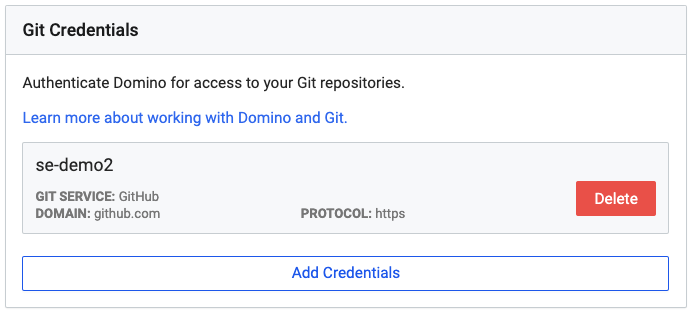 Git Credentials
Authenticate Domino for access to your Git repositories.
Learn more about working with Domino and Git.
se-demo2
GIT SERVICE: GitHub
DOMAIN: github.com PROTOCOL: https
Delete
Add Credentials